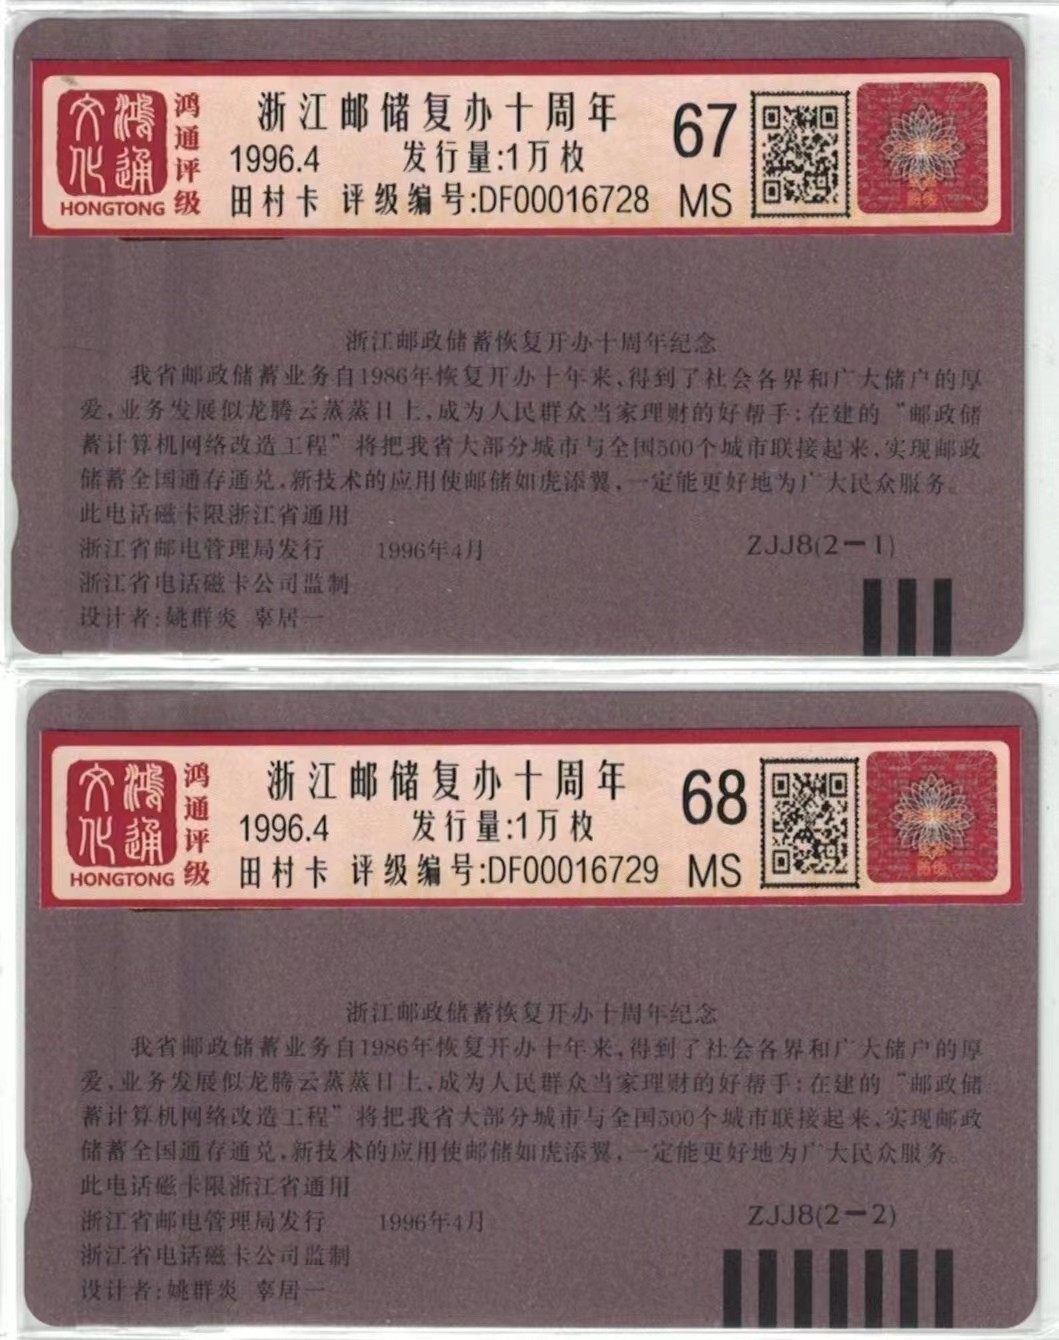 鸿通文化
HONGTONG
鸿通评级
浙江邮储复办十周年
1996.4 发行量:1万枚
田村卡 评级编号:DF00016728
67
MS
浙江邮政储蓄恢复开办十周年纪念
我省邮政储蓄业务自1986年恢复开办十年来,得到了社会各界和广大储户的厚
爱,业务发展似龙腾云蒸蒸日上,成为人民群众当家理财的好帮手;在建的“邮政储
蓄计算机网络改造工程”将把我省大部分城市与全国500个城市联接起来,实现邮政
储蓄全国通存通兑,新技术的应用使邮储如虎添翼,一定能更好地为广大民众服务。
此电话磁卡限浙江省通用
浙江省邮电管理局发行 1996年4月
ZJJ8(2-1)
浙江省电话磁卡公司监制
设计者:姚群炎 辜居一
鸿通文化
HONGTONG
鸿通评级
浙江邮储复办十周年
1996.4 发行量:1万枚
田村卡 评级编号:DF00016729
68
MS
浙江邮政储蓄恢复开办十周年纪念
我省邮政储蓄业务自1986年恢复开办十年来,得到了社会各界和广大储户的厚
爱,业务发展似龙腾云蒸蒸日上,成为人民群众当家理财的好帮手;在建的“邮政储
蓄计算机网络改造工程”将把我省大部分城市与全国500个城市联接起来,实现邮政
储蓄全国通存通兑,新技术的应用使邮储如虎添翼,一定能更好地为广大民众服务。
此电话磁卡限浙江省通用
浙江省邮电管理局发行 1996年4月
ZJJ8(2-2)
浙江省电话磁卡公司监制
设计者:姚群炎 辜居一